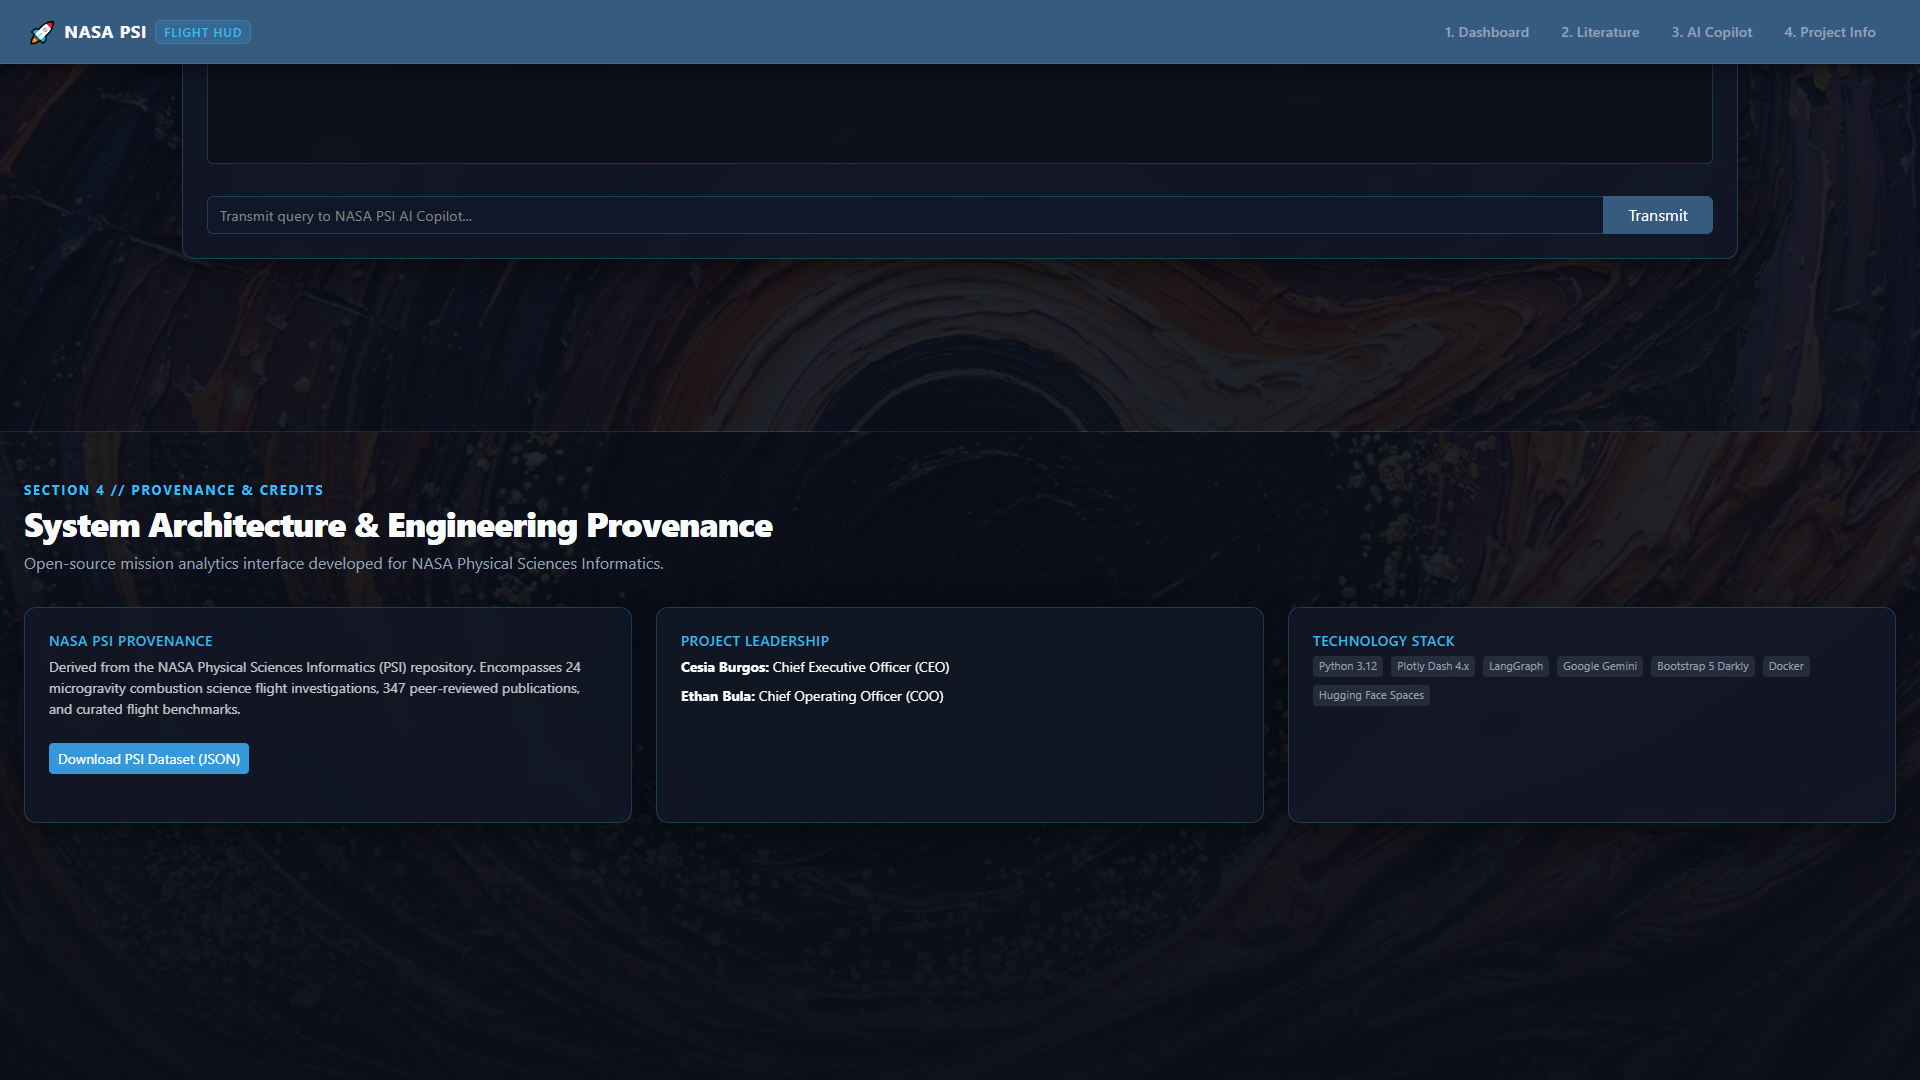 NASA PSI FLIGHT HUD 1. Dashboard 2. Literature 3. AI Copilot 4. Project Info
Transmit query to NASA PSI AI Copilot... Transmit
SECTION 4 // PROVENANCE & CREDITS
System Architecture & Engineering Provenance
Open-source mission analytics interface developed for NASA Physical Sciences Informatics.
NASA PSI PROVENANCE
Derived from the NASA Physical Sciences Informatics (PSI) repository. Encompasses 24
microgravity combustion science flight investigations, 347 peer-reviewed publications,
and curated flight benchmarks.
Download PSI Dataset (JSON)
PROJECT LEADERSHIP
Cesia Burgos: Chief Executive Officer (CEO)
Ethan Bula: Chief Operating Officer (COO)
TECHNOLOGY STACK
Python 3.12 Plotly Dash 4.x LangGraph Google Gemini Bootstrap 5 Darkly Docker
Hugging Face Spaces